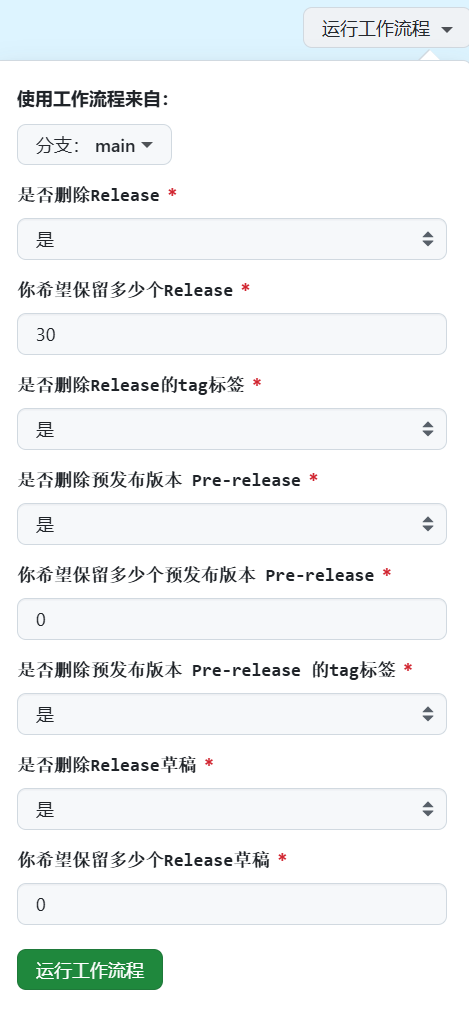 运行工作流程
使用工作流程来自：
分支： main
是否删除Release *
是
你希望保留多少个Release *
30
是否删除Release的tag标签 *
是
是否删除预发布版本 Pre-release *
是
你希望保留多少个预发布版本 Pre-release *
0
是否删除预发布版本 Pre-release 的tag标签 *
是
是否删除Release草稿 *
是
你希望保留多少个Release草稿 *
0
运行工作流程